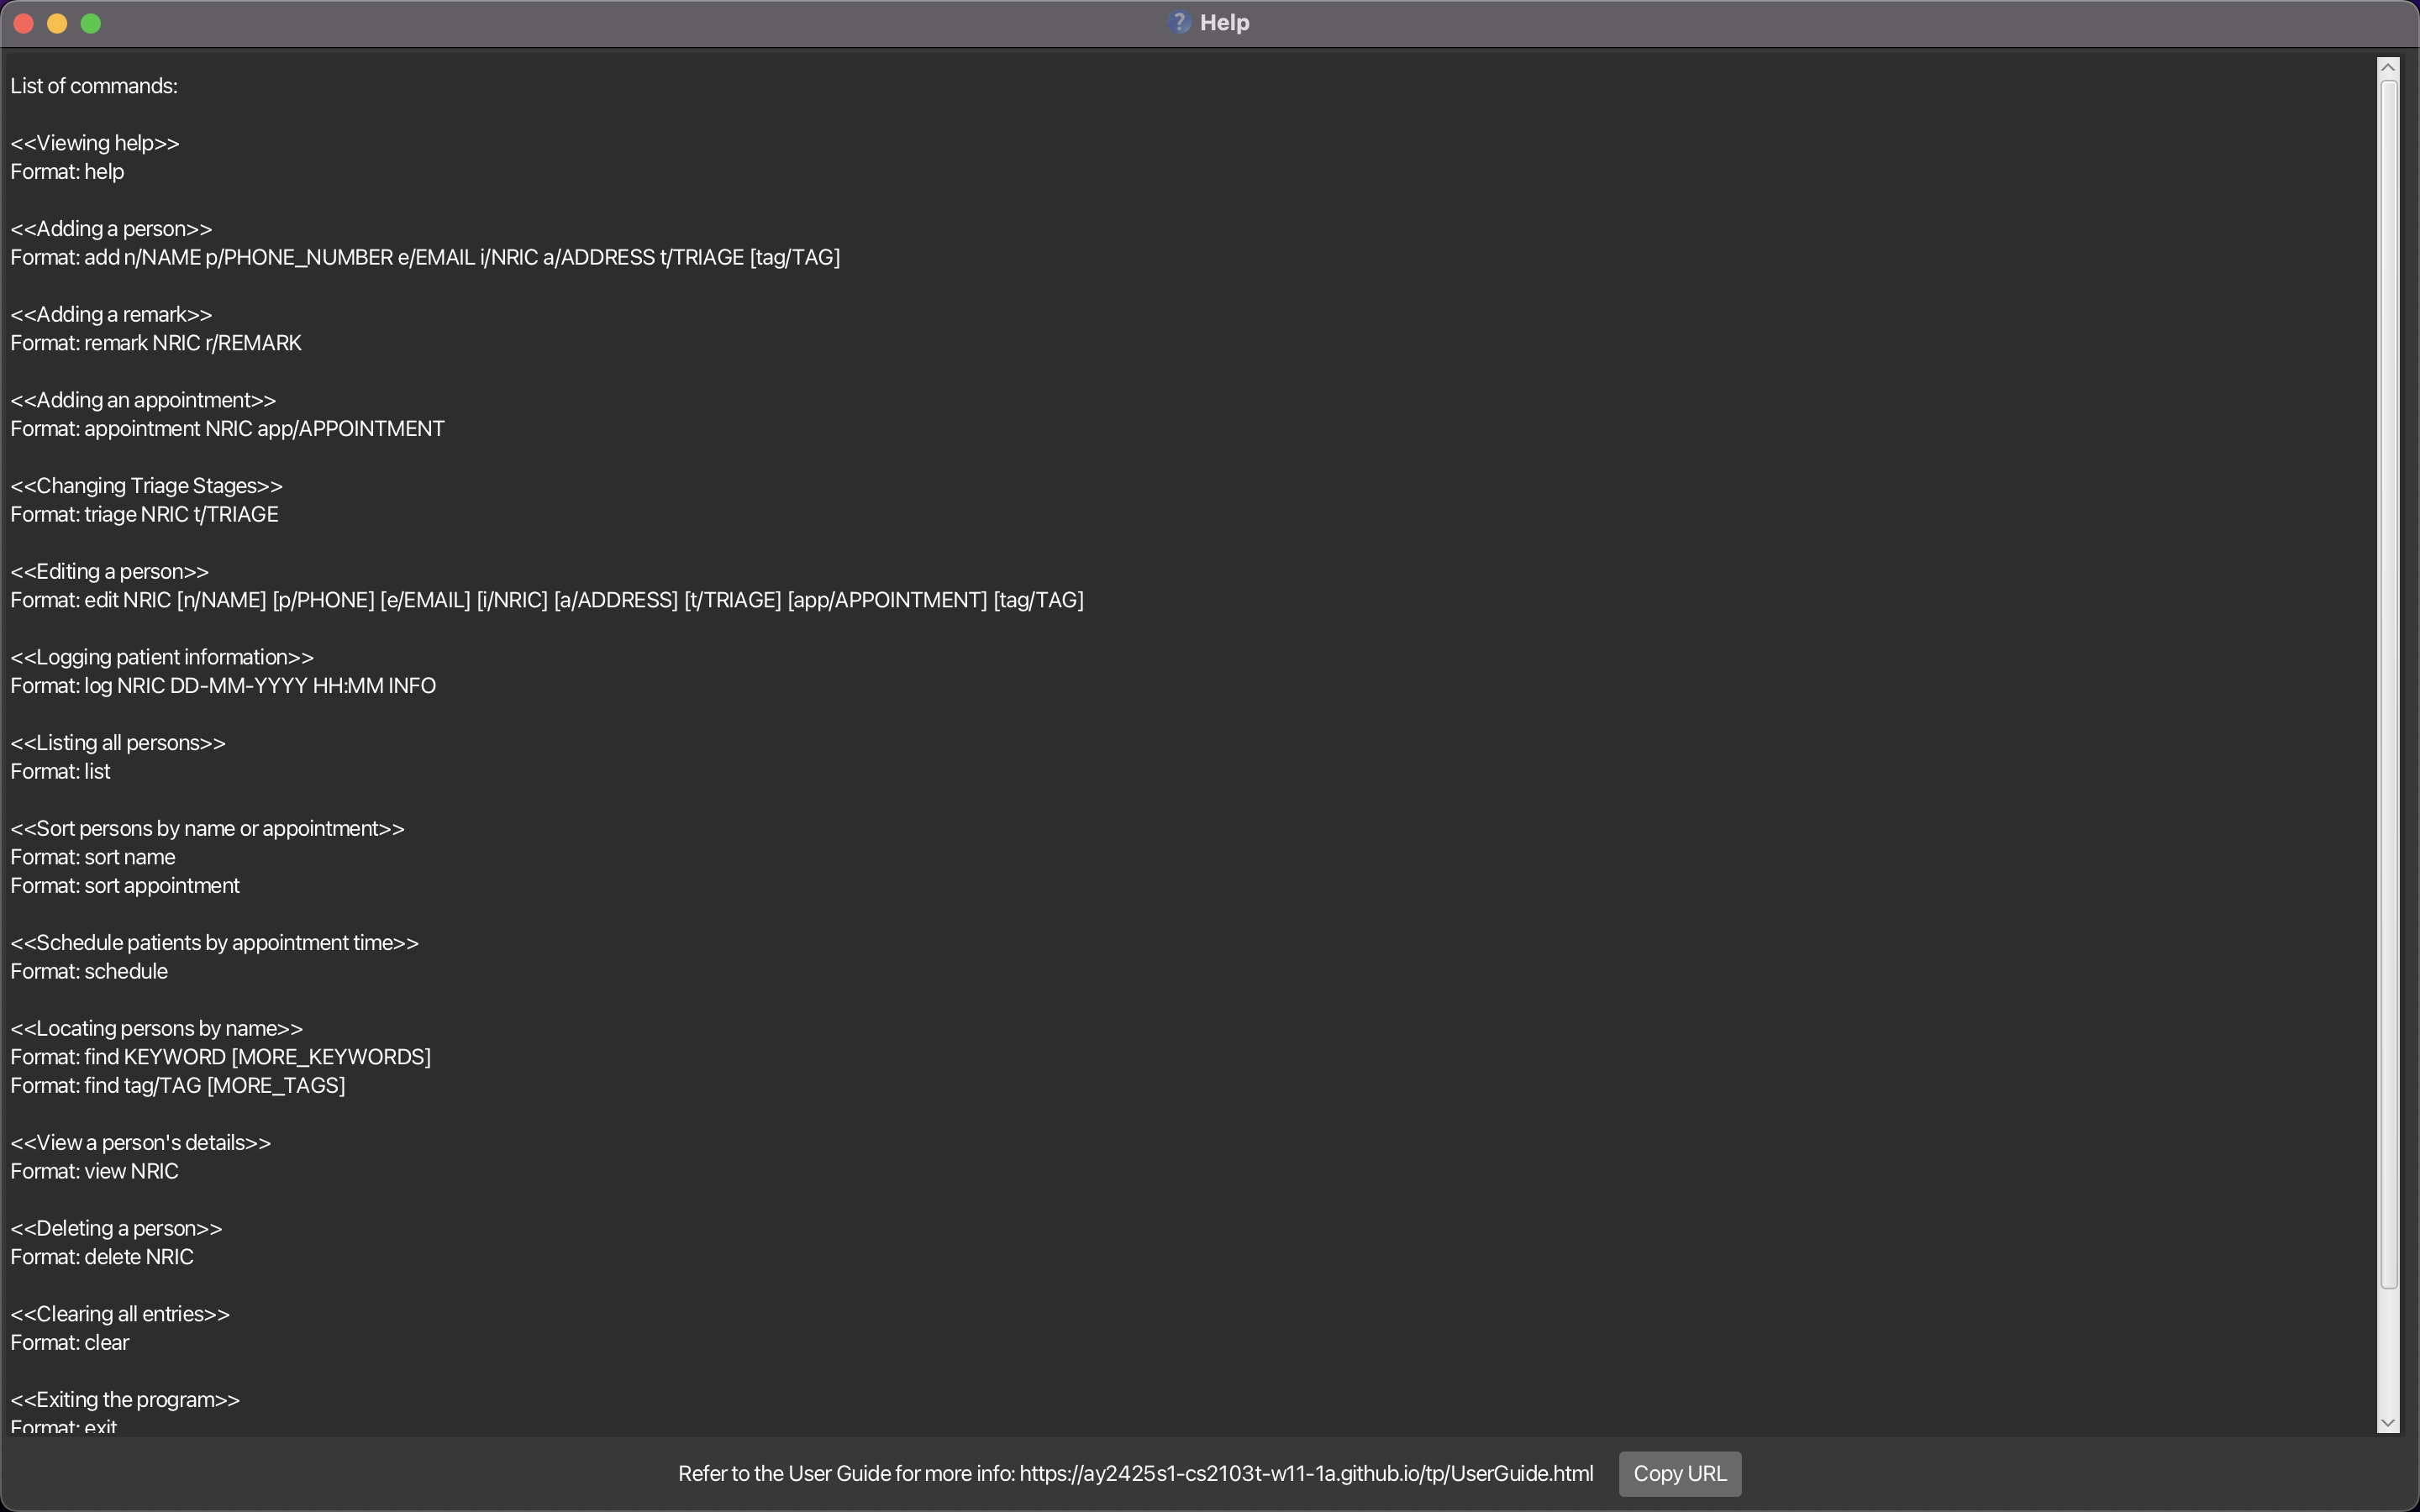 Help
List of commands:
<<Viewing help>>
Format: help
<<Adding a person>>
Format: add n/NAME p/PHONE_NUMBER e/EMAIL i/NRIC a/ADDRESS t/TRIAGE [tag/TAG]
<<Adding a remark>>
Format: remark NRIC r/REMARK
<<Adding an appointment>>
Format: appointment NRIC app/APPOINTMENT
<<Changing Triage Stages>>
Format: triage NRIC t/TRIAGE
<<Editing a person>>
Format: edit NRIC [n/NAME] [p/PHONE] [e/EMAIL] [i/NRIC] [a/ADDRESS] [t/TRIAGE] [app/APPOINTMENT] [tag/TAG]
<<Logging patient information>>
Format: log NRIC DD-MM-YYYY HH:MM INFO
<<Listing all persons>>
Format: list
<<Sort persons by name or appointment>>
Format: sort name
Format: sort appointment
<<Schedule patients by appointment time>>
Format: schedule
<<Locating persons by name>>
Format: find KEYWORD [MORE_KEYWORDS]
Format: find tag/TAG [MORE_TAGS]
<<View a person's details>>
Format: view NRIC
<<Deleting a person>>
Format: delete NRIC
<<Clearing all entries>>
Format: clear
<<Exiting the program>>
Format: exit
Refer to the User Guide for more info: https://ay2425s1-cs2103t-w11-1a.github.io/tp/UserGuide.html Copy URL